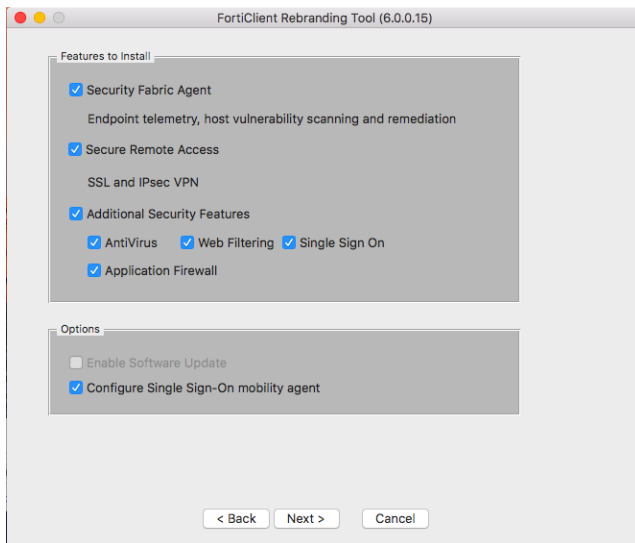 FortiClient Rebranding Tool (6.0.0.15)
Features to Install
Security Fabric Agent
Endpoint telemetry, host vulnerability scanning and remediation
Secure Remote Access
SSL and IPsec VPN
Additional Security Features
AntiVirus Web Filtering Single Sign On
Application Firewall
Options
Enable Software Update
Configure Single Sign-On mobility agent
< Back Next > Cancel